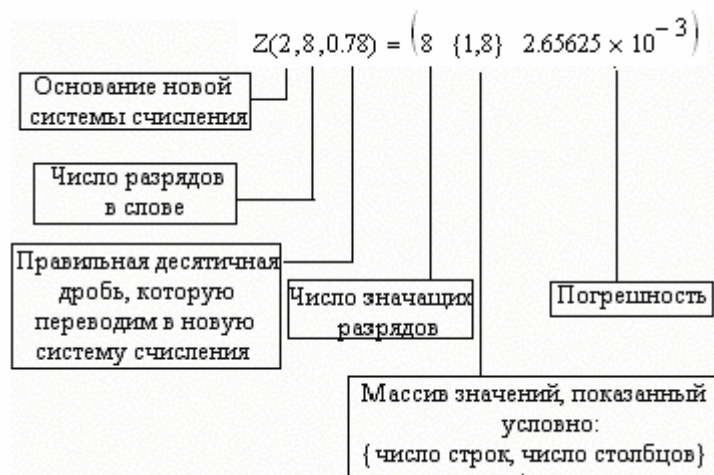 Z(2,8,0.78) = (8 {1,8} 2.65625 × 10⁻³)
Основание новой
системы счисления
Число разрядов
в слове
Правильная десятичная
дробь, которую
переводим в новую
систему счисления
Число значащих
разрядов
Погрешность
Массив значений, показанный
условно:
{число строк, число столбцов}